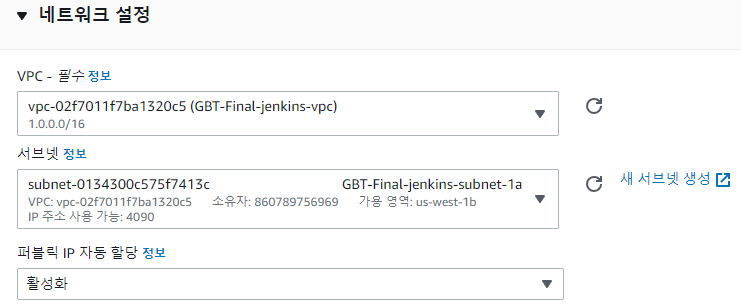 네트워크 설정
VPC - 필수 정보
vpc-02f7011f7ba1320c5 (GBT-Final-jenkins-vpc)
1.0.0.0/16
서브넷 정보
subnet-0134300c575f7413c GBT-Final-jenkins-subnet-1a
VPC: vpc-02f7011f7ba1320c5 소유자: 860789756969 가용 영역: us-west-1b
IP 주소 사용 가능: 4090
새 서브넷 생성
퍼블릭 IP 자동 할당 정보
활성화